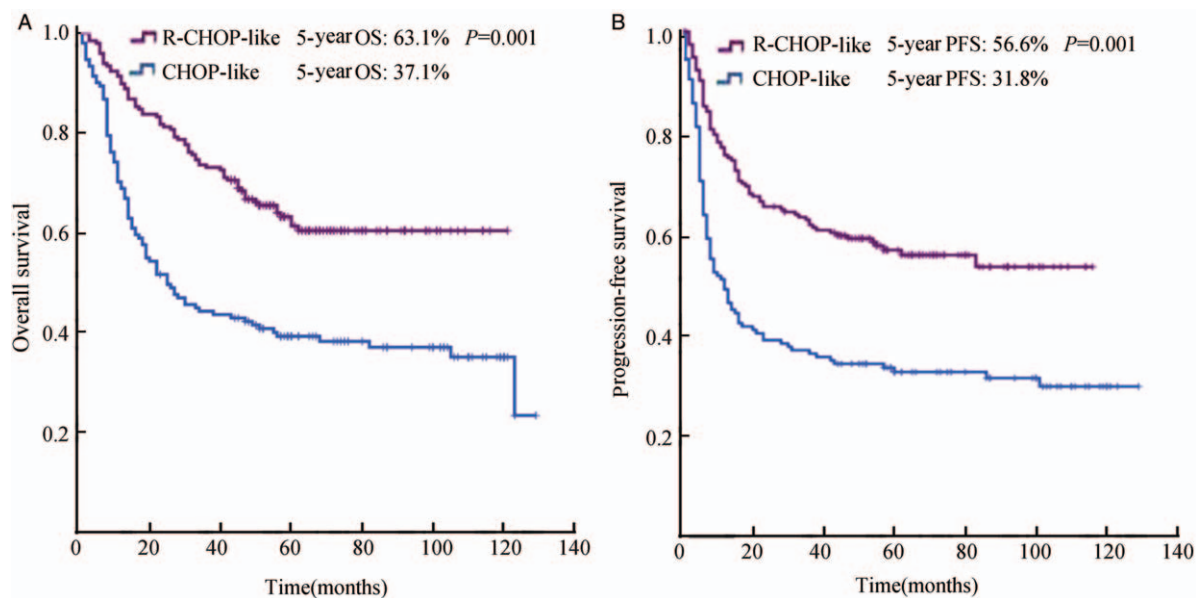 A
R-CHOP-like 5-year OS: 63.1% P=0.001
CHOP-like 5-year OS: 37.1%
1.0
0.8
0.6
0.4
0.2
Overall survival
0 20 40 60 80 100 120 140
Time(months)
B
R-CHOP-like 5-year PFS: 56.6% P=0.001
CHOP-like 5-year PFS: 31.8%
1.0
0.8
0.6
0.4
0.2
Progression-free survival
0 20 40 60 80 100 120 140
Time(months)